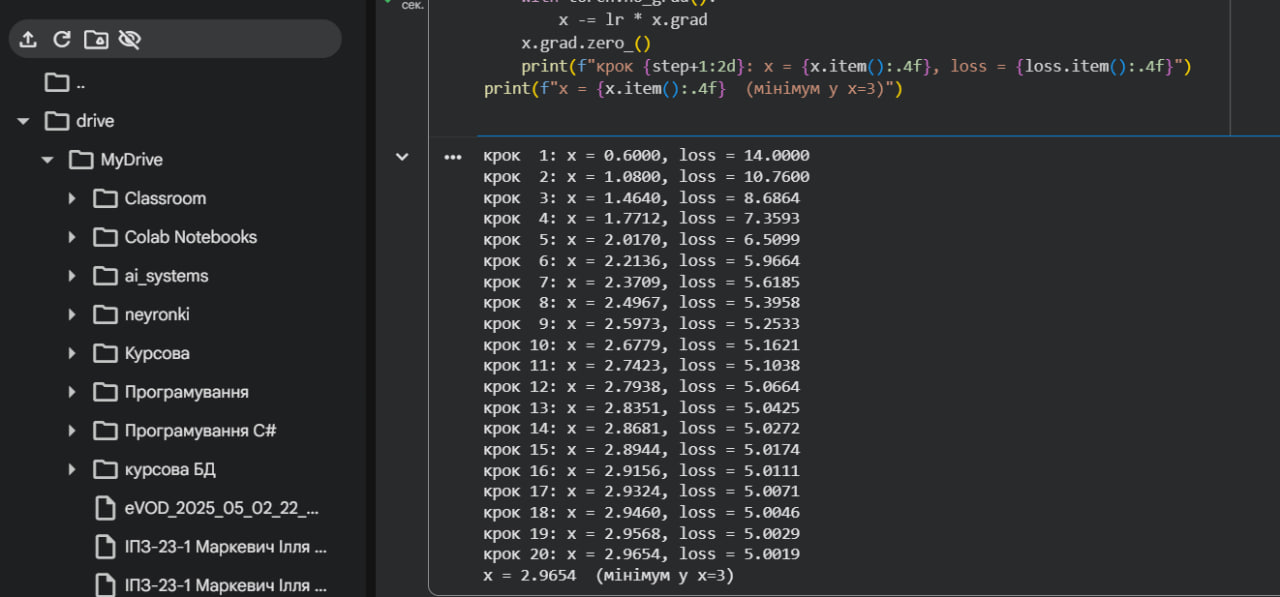 ..
drive
MyDrive
Classroom
Colab Notebooks
ai_systems
neyronki
Курсова
Програмування
Програмування C#
курсова БД
eVOD_2025_05_02_22_...
ІПЗ-23-1 Маркевич Ілля ...
ІПЗ-23-1 Маркевич Ілля ...
сек.
x -= lr * x.grad
x.grad.zero_()
print(f"крок {step+1:2d}: x = {x.item():.4f}, loss = {loss.item():.4f}")
print(f"x = {x.item():.4f}  (мінімум у x=3)")
крок  1: x = 0.6000, loss = 14.0000
крок  2: x = 1.0800, loss = 10.7600
крок  3: x = 1.4640, loss = 8.6864
крок  4: x = 1.7712, loss = 7.3593
крок  5: x = 2.0170, loss = 6.5099
крок  6: x = 2.2136, loss = 5.9664
крок  7: x = 2.3709, loss = 5.6185
крок  8: x = 2.4967, loss = 5.3958
крок  9: x = 2.5973, loss = 5.2533
крок 10: x = 2.6779, loss = 5.1621
крок 11: x = 2.7423, loss = 5.1038
крок 12: x = 2.7938, loss = 5.0664
крок 13: x = 2.8351, loss = 5.0425
крок 14: x = 2.8681, loss = 5.0272
крок 15: x = 2.8944, loss = 5.0174
крок 16: x = 2.9156, loss = 5.0111
крок 17: x = 2.9324, loss = 5.0071
крок 18: x = 2.9460, loss = 5.0046
крок 19: x = 2.9568, loss = 5.0029
крок 20: x = 2.9654, loss = 5.0019
x = 2.9654  (мінімум у x=3)